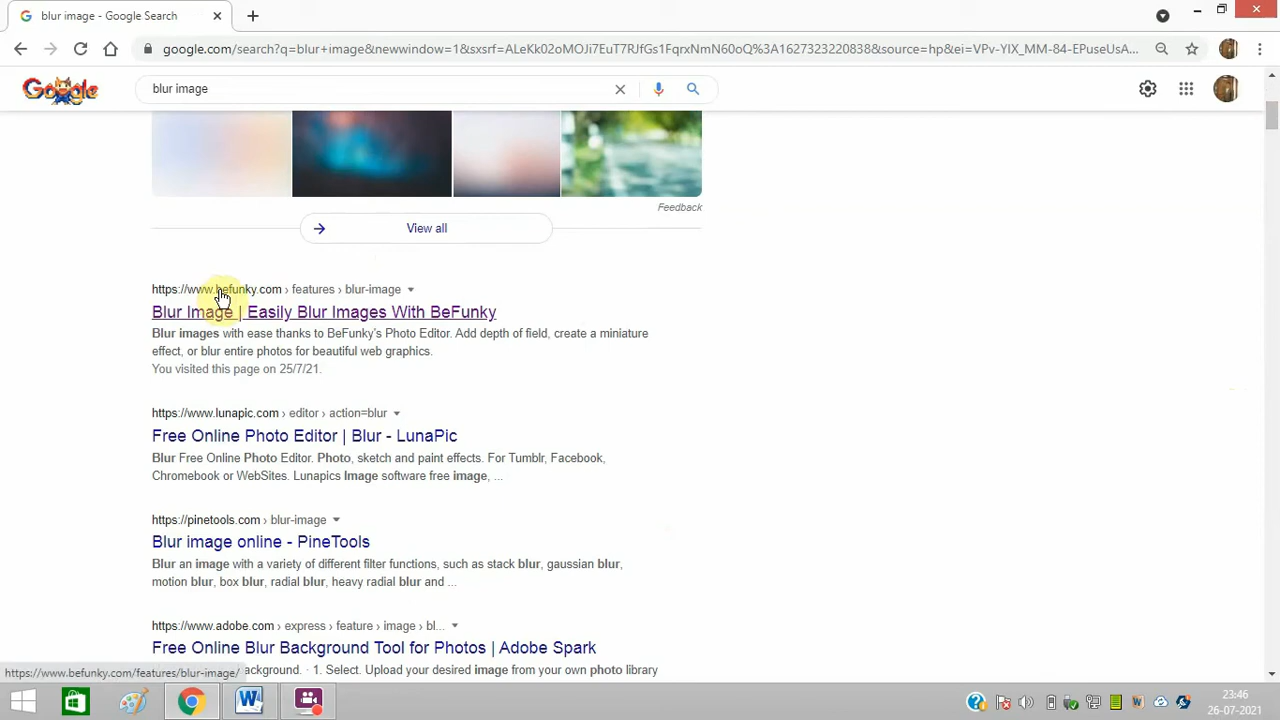 blur image - Google Search
google.com/search?q=blur+image&newwindow=1&sxsrf=ALeKk02oMOJi7EuT7RJfGs1FqrxNmN60oQ%3A1627323220838&source=hp&ei=VPv-YIX_MM-84-EPuseUsA...
Google
blur image
Feedback
View all
https://www.befunky.com › features › blur-image
Blur Image | Easily Blur Images With BeFunky
Blur images with ease thanks to BeFunky's Photo Editor. Add depth of field, create a miniature
effect, or blur entire photos for beautiful web graphics.
You visited this page on 25/7/21.
https://www.lunapic.com › editor › action=blur
Free Online Photo Editor | Blur - LunaPic
Blur Free Online Photo Editor. Photo, sketch and paint effects. For Tumblr, Facebook,
Chromebook or WebSites. Lunapics Image software free image, ...
https://pinetools.com › blur-image
Blur image online - PineTools
Blur an image with a variety of different filter functions, such as stack blur, gaussian blur,
motion blur, box blur, radial blur, heavy radial blur and ...
https://www.adobe.com › express › feature › image › bl...
Free Online Blur Background Tool for Photos | Adobe Spark
https://www.befunky.com/features/blur-image/ ackground. · 1. Select. Upload your desired image from your own photo library
23:46
26-07-2021